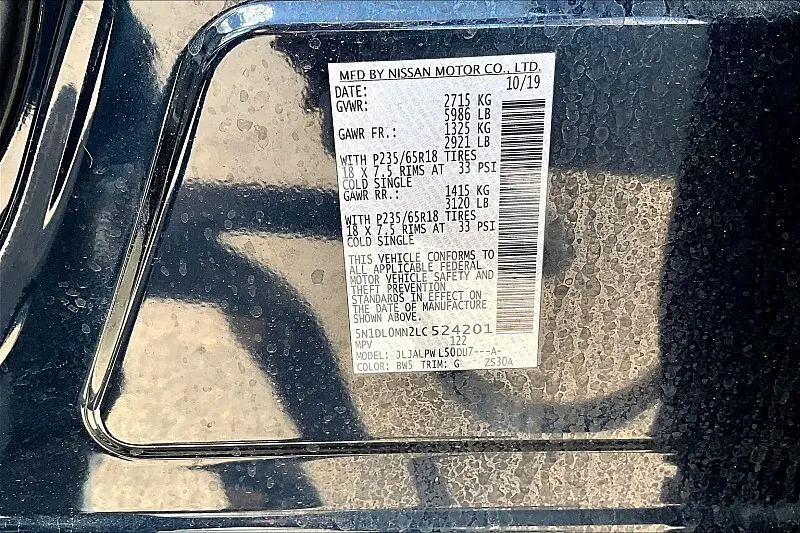 MFD BY NISSAN MOTOR CO., LTD.
DATE: 10/19
GVWR: 2715 KG
5986 LB
GAWR FR.: 1325 KG
2921 LB
WITH P235/65R18 TIRES
18 X 7.5 RIMS AT 33 PSI
COLD SINGLE
GAWR RR.: 1415 KG
3120 LB
WITH P235/65R18 TIRES
18 X 7.5 RIMS AT 33 PSI
COLD SINGLE
THIS VEHICLE CONFORMS TO
ALL APPLICABLE FEDERAL
MOTOR VEHICLE SAFETY AND
THEFT PREVENTION
STANDARDS IN EFFECT ON
THE DATE OF MANUFACTURE
SHOWN ABOVE.
5N1DL0MN2LC524201
MPV 122
MODEL: JLJALPWL50DU7---A-
COLOR: BW5 TRIM: G ZS30A